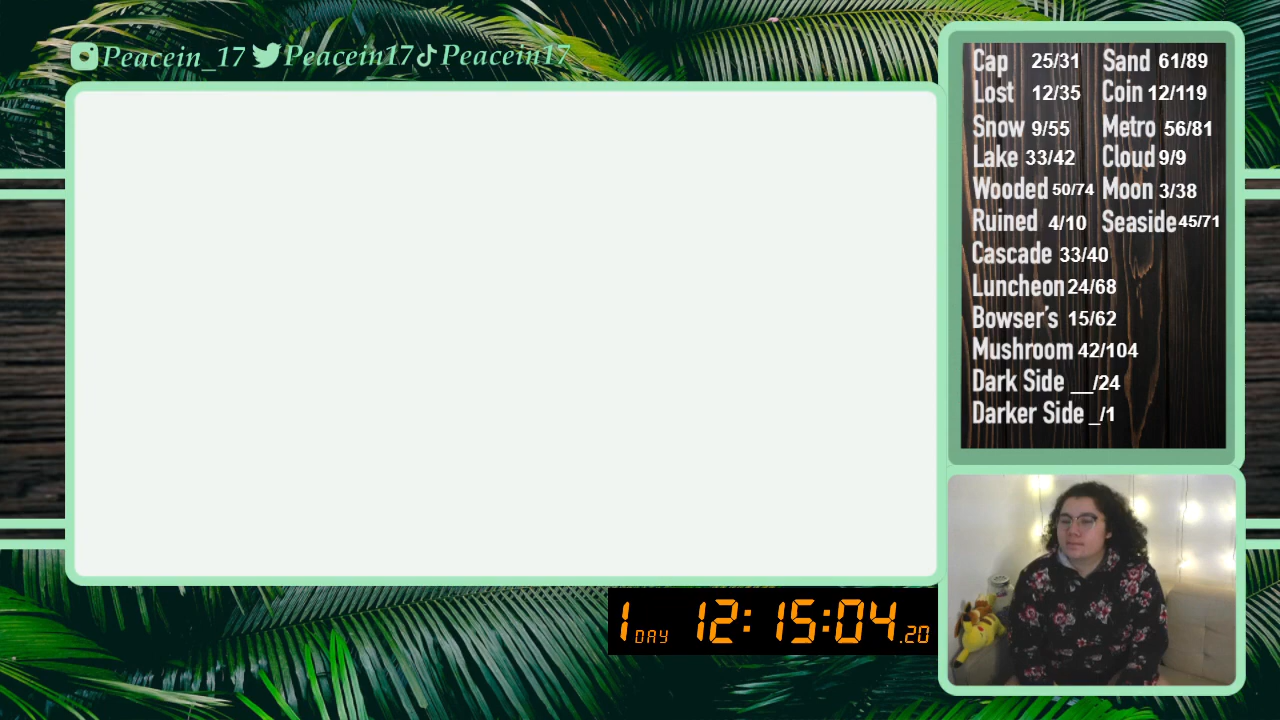 Peacein_17 Peacein17 Peacein17
Cap 25/31 Sand 61/89
Lost 12/35 Coin 12/119
Snow 9/55 Metro 56/81
Lake 33/42 Cloud 9/9
Wooded 50/74 Moon 3/38
Ruined 4/10 Seaside 45/71
Cascade 33/40
Luncheon 24/68
Bowser's 15/62
Mushroom 42/104
Dark Side __/24
Darker Side _/1
1 DAY 12:15:04.20